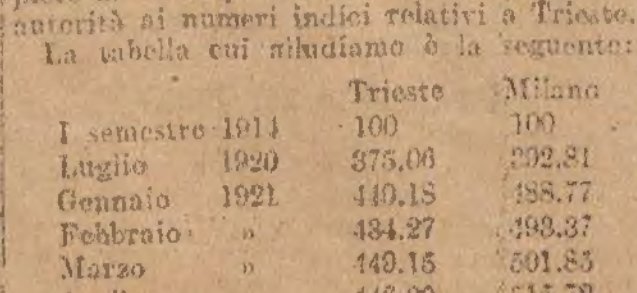 autorità ai numeri indici relativi a Trieste.
La tabella cui alludiamo è la seguente:
Trieste Milano
I semestre 1914 100 100
Luglio 1920 375.06 392.81
Gennaio 1921 440.18 488.77
Febbraio » 434.27 493.37
Marzo » 449.15 501.85